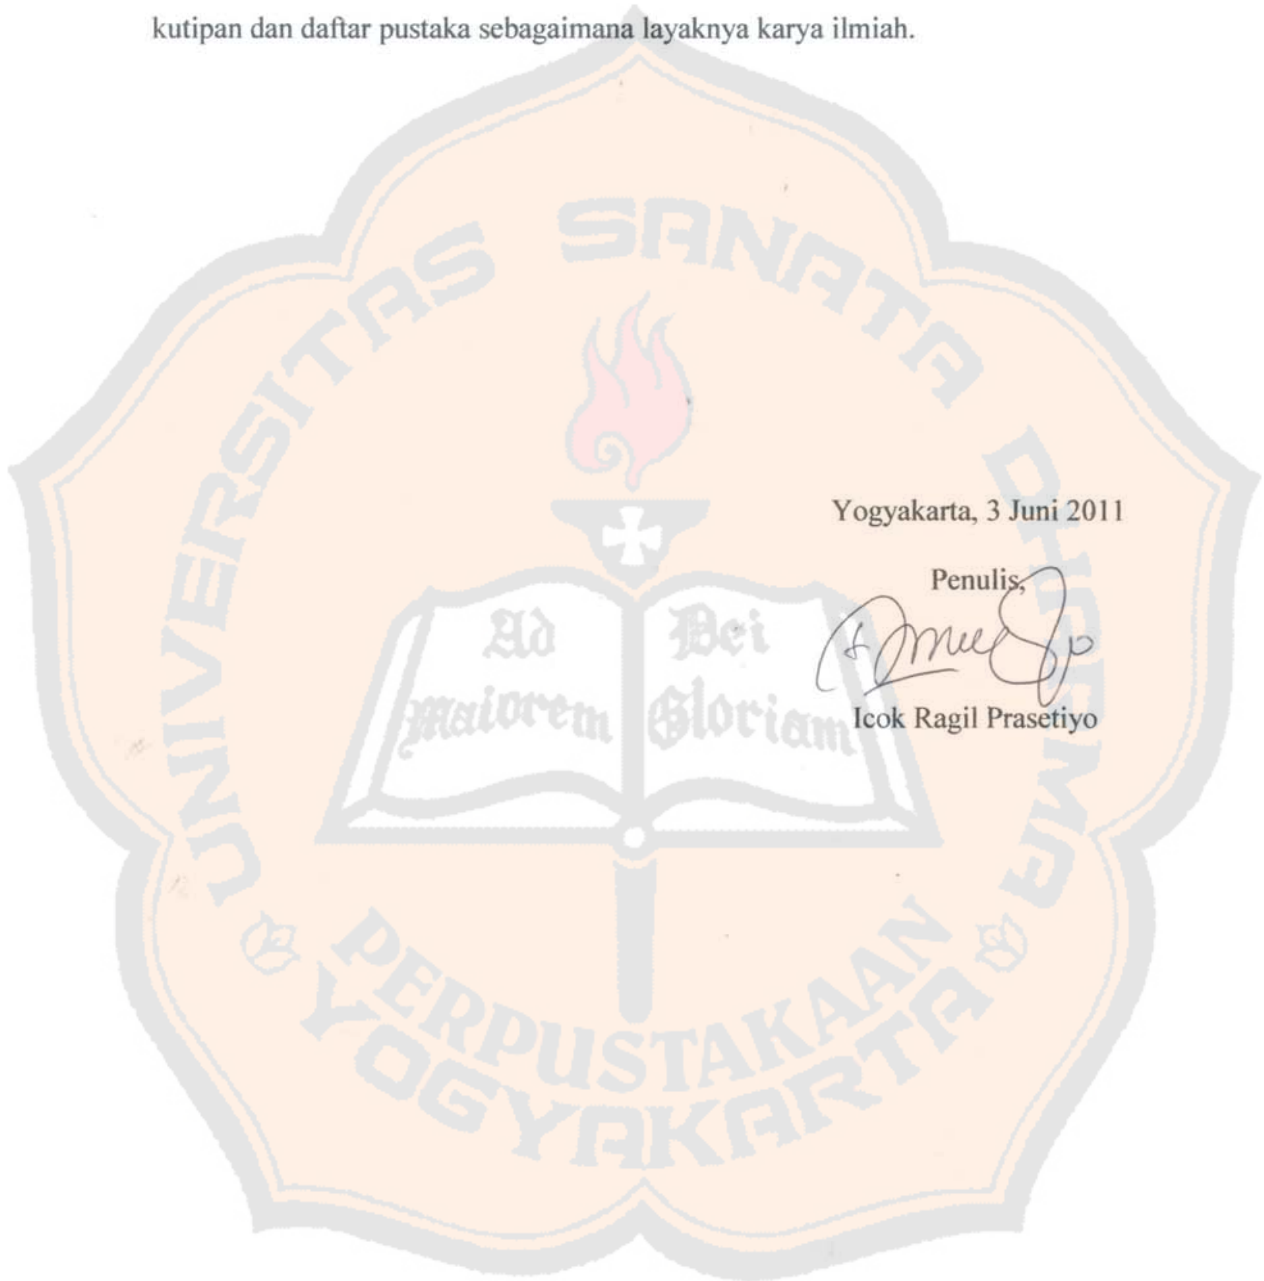 kutipan dan daftar pustaka sebagaimana layaknya karya ilmiah.
UNIVERSITAS SANATA DHARMA
Yogyakarta, 3 Juni 2011
Penulis,
Ad Dei
maiorem Gloriam
Icok Ragil Prasetiyo
PERPUSTAKAAN
YOGYAKARTA